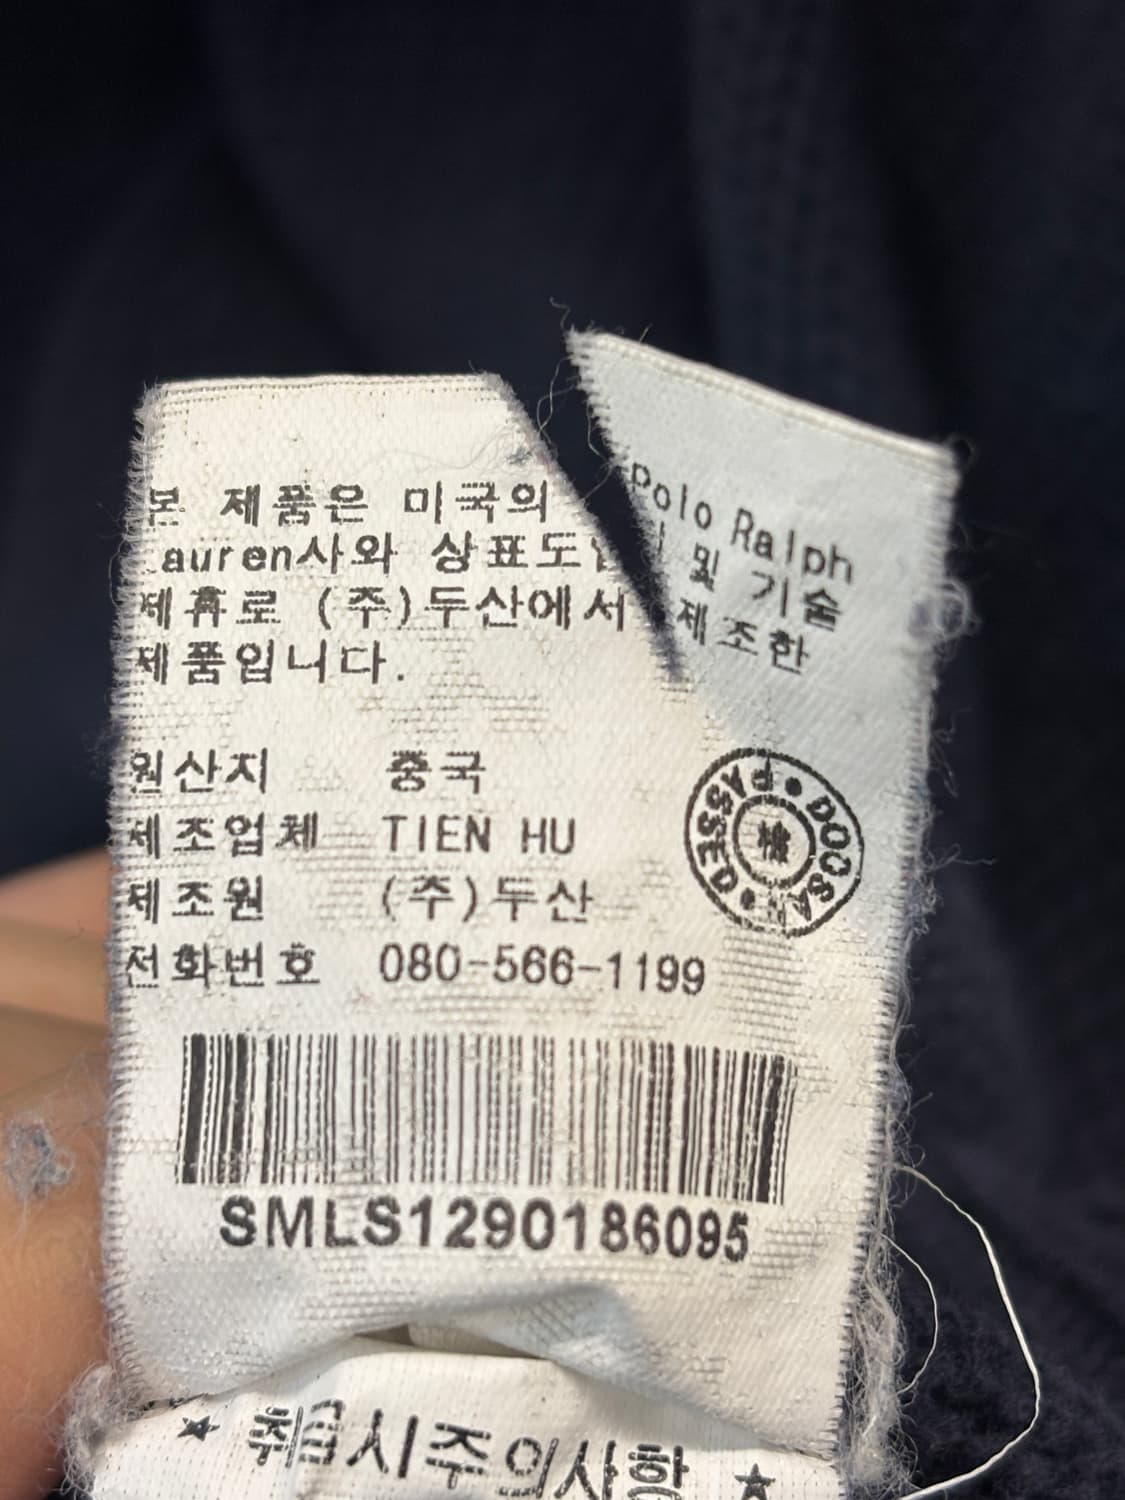 본 제품은 미국의 Polo Ralph
Lauren사와 상표도입 및 기술
제휴로 (주)두산에서 제조한
제품입니다.
원산지 중국
제조업체 TIEN HU
제조원 (주)두산
전화번호 080-566-1199
DOOSAN PASSED
SMLS1290186095
★ 취급시주의사항 ★